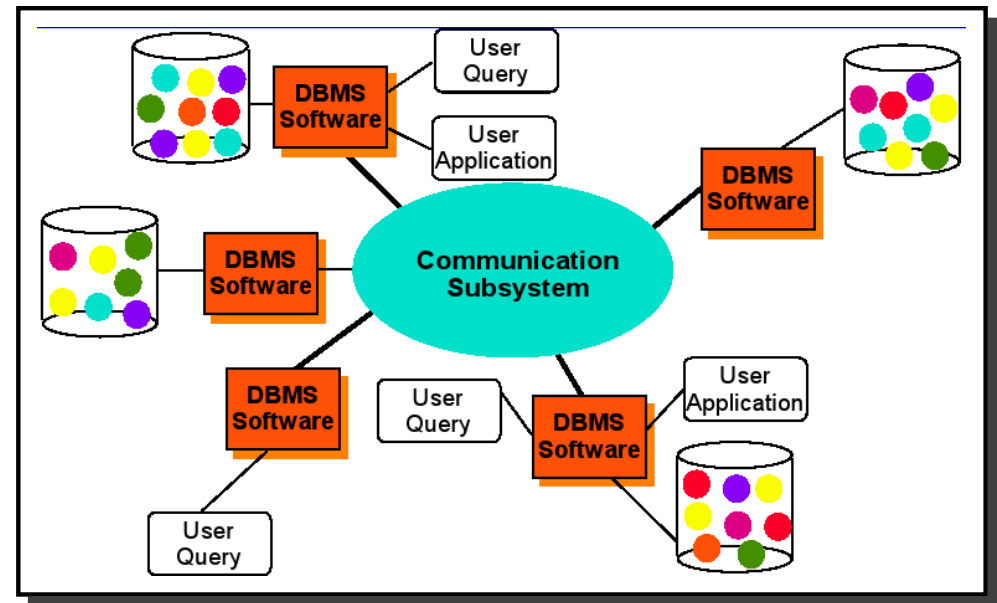 User
Query
DBMS
Software
User
Application
DBMS
Software
DBMS
Software
Communication
Subsystem
DBMS
Software
User
Query
User
Application
DBMS
Software
User
Query